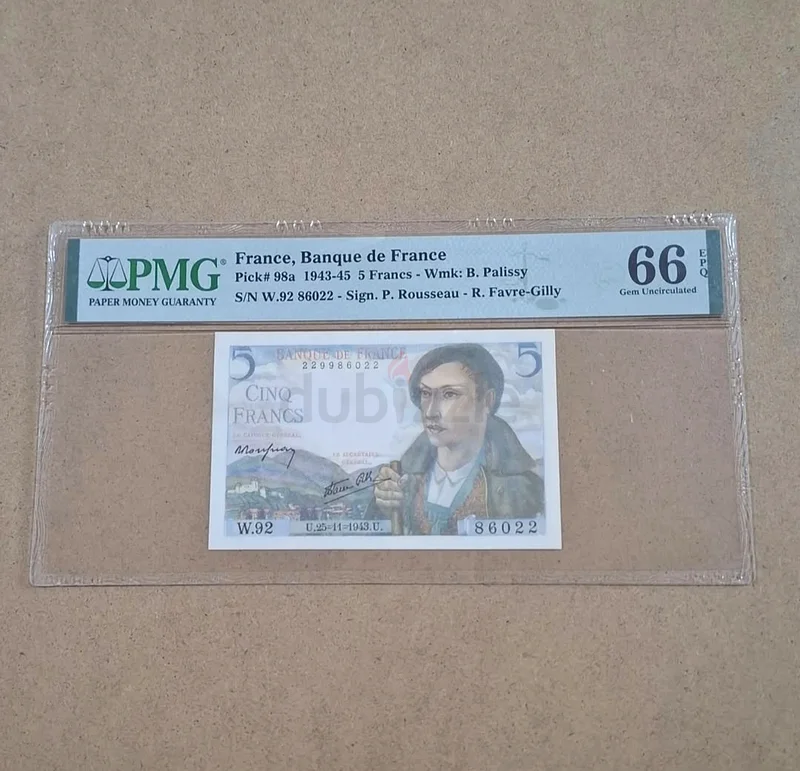 PMG®
PAPER MONEY GUARANTY
France, Banque de France
Pick# 98a 1943-45 5 Francs - Wmk: B. Palissy
S/N W.92 86022 - Sign. P. Rousseau - R. Favre-Gilly
66
Gem Uncirculated
EPQ
5
BANQUE DE FRANCE
5
229986022
CINQ
FRANCS
W.92
U.25=11=1943.U.
86022
dubizzle